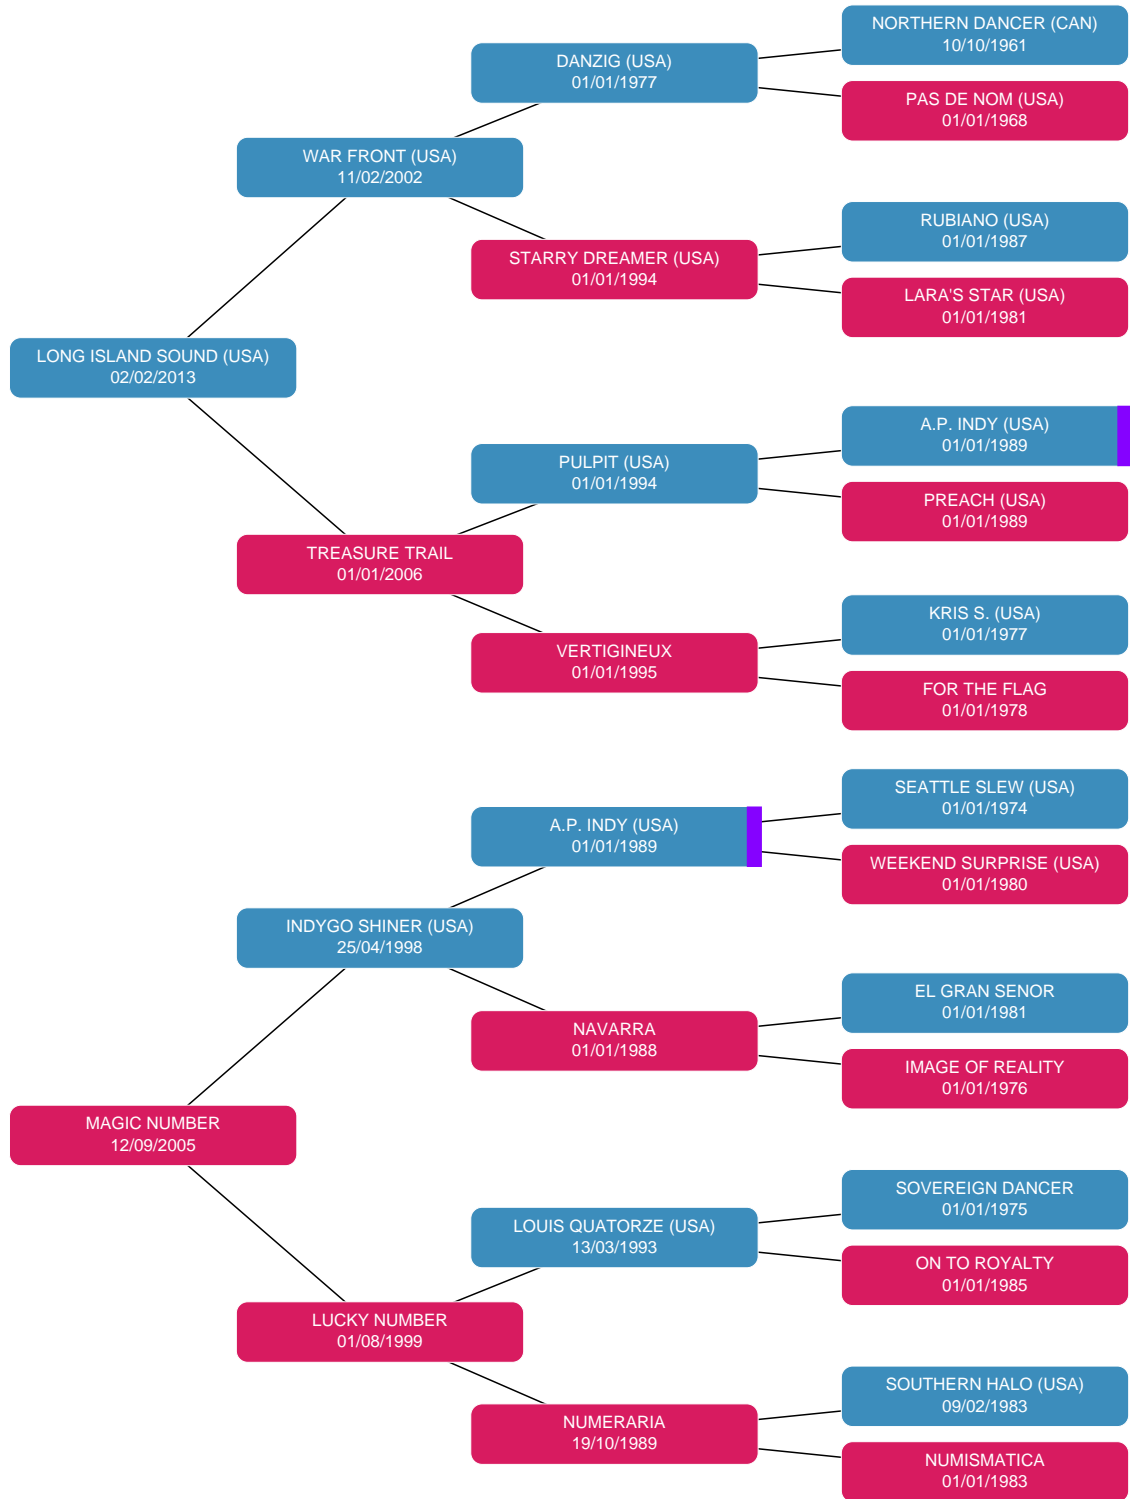 NORTHERN DANCER (CAN)
10/10/1961
DANZIG (USA)
01/01/1977
PAS DE NOM (USA)
01/01/1968
WAR FRONT (USA)
11/02/2002
RUBIANO (USA)
01/01/1987
STARRY DREAMER (USA)
01/01/1994
LARA'S STAR (USA)
01/01/1981
LONG ISLAND SOUND (USA)
02/02/2013
A.P. INDY (USA)
01/01/1989
PULPIT (USA)
01/01/1994
PREACH (USA)
01/01/1989
TREASURE TRAIL
01/01/2006
KRIS S. (USA)
01/01/1977
VERTIGINEUX
01/01/1995
FOR THE FLAG
01/01/1978
SEATTLE SLEW (USA)
01/01/1974
A.P. INDY (USA)
01/01/1989
WEEKEND SURPRISE (USA)
01/01/1980
INDYGO SHINER (USA)
25/04/1998
EL GRAN SENOR
01/01/1981
NAVARRA
01/01/1988
IMAGE OF REALITY
01/01/1976
MAGIC NUMBER
12/09/2005
SOVEREIGN DANCER
01/01/1975
LOUIS QUATORZE (USA)
13/03/1993
ON TO ROYALTY
01/01/1985
LUCKY NUMBER
01/08/1999
SOUTHERN HALO (USA)
09/02/1983
NUMERARIA
19/10/1989
NUMISMATICA
01/01/1983